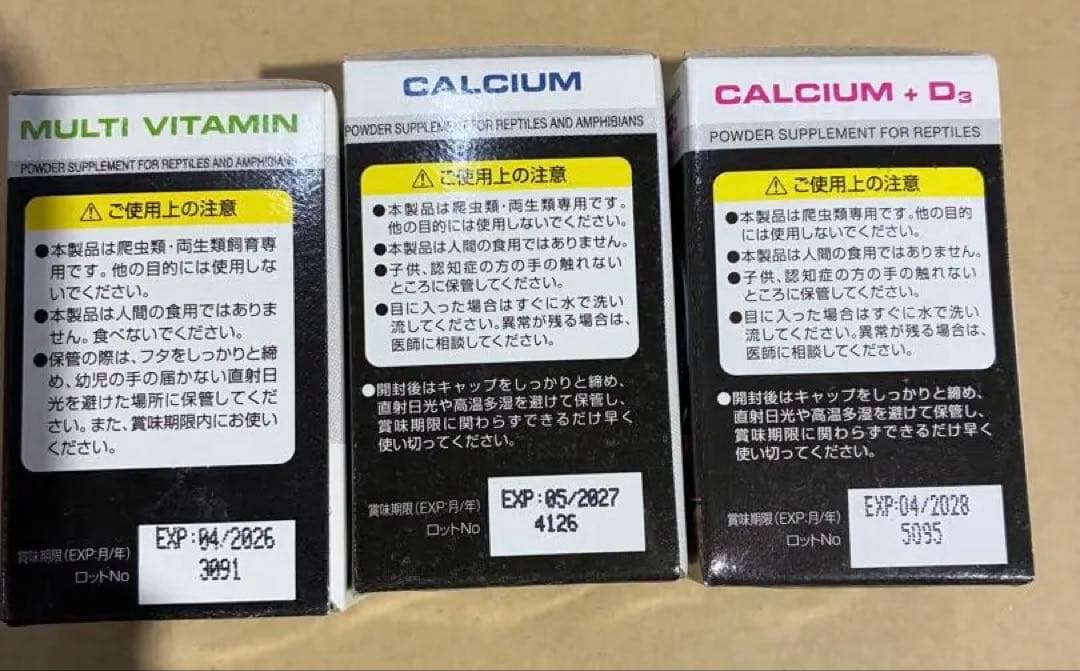 MULTI VITAMIN
POWDER SUPPLEMENT FOR REPTILES AND AMPHIBIANS
⚠ ご使用上の注意
●本製品は爬虫類・両生類飼育専
用です。他の目的には使用しな
いでください。
●本製品は人間の食用ではありま
せん。食べないでください。
●保管の際は、フタをしっかりと締
め、幼児の手の届かない直射日
光を避けた場所に保管してくだ
さい。また、賞味期限内にお使い
ください。
賞味期限(EXP:月/年)
ロットNo
EXP:04/2026
3091
CALCIUM
POWDER SUPPLEMENT FOR REPTILES AND AMPHIBIANS
⚠ ご使用上の注意
●本製品は爬虫類・両生類専用です。
他の目的には使用しないでください。
●本製品は人間の食用ではありません。
●子供、認知症の方の手の触れない
ところに保管してください。
●目に入った場合はすぐに水で洗い
流してください。異常が残る場合は、
医師に相談してください。
●開封後はキャップをしっかりと締め、
直射日光や高温多湿を避けて保管し、
賞味期限に関わらずできるだけ早く
使い切ってください。
賞味期限(EXP:月/年)
ロットNo
EXP:05/2027
4126
CALCIUM + D3
POWDER SUPPLEMENT FOR REPTILES
⚠ ご使用上の注意
●本製品は爬虫類専用です。他の目的
には使用しないでください。
●本製品は人間の食用ではありません。
●子供、認知症の方の手の触れない
ところに保管してください。
●目に入った場合はすぐに水で洗い
流してください。異常が残る場合は、
医師に相談してください。
●開封後はキャップをしっかりと締め、
直射日光や高温多湿を避けて保管し、
賞味期限に関わらずできるだけ早く
使い切ってください。
賞味期限(EXP:月/年)
ロットNo
EXP:04/2028
5095